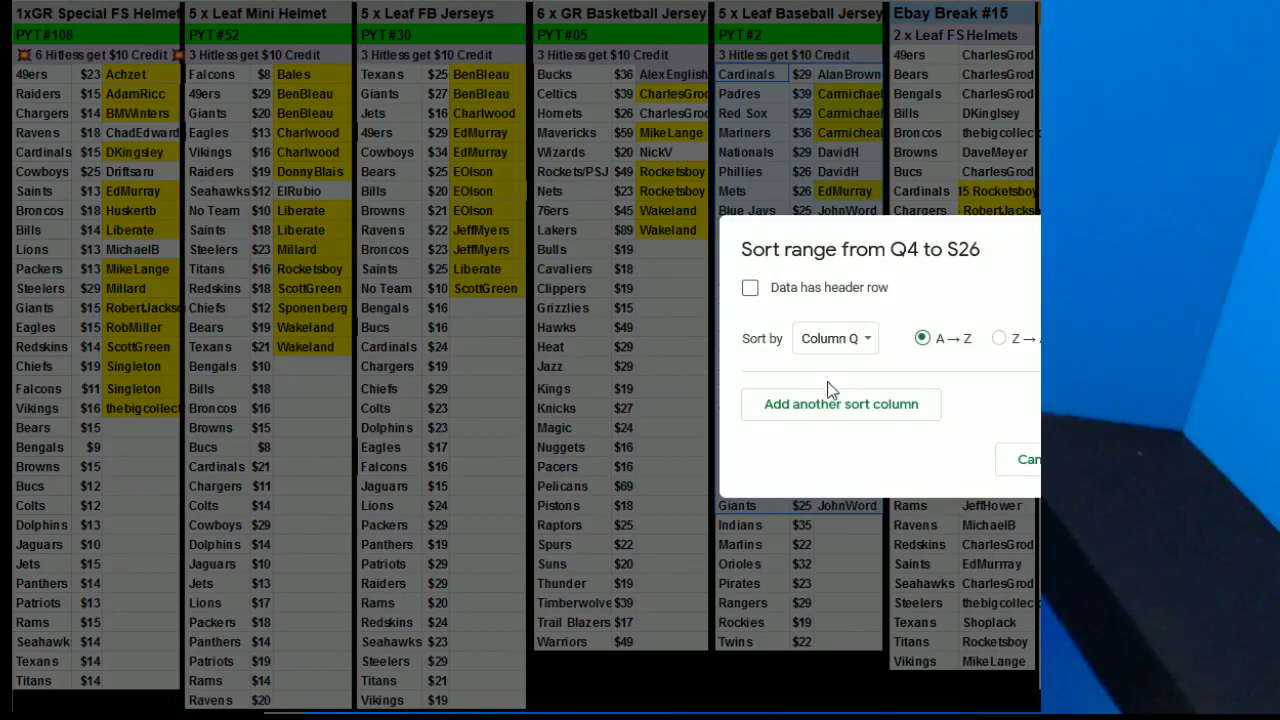 1xGR Special FS Helmet
PYT #108
6 Hitless get $10 Credit
49ers $23 Achzet
Raiders $15 AdamRicc
Chargers $14 BMWinters
Ravens $18 ChadEdward
Cardinals $15 DKingsley
Cowboys $25 Driftsaru
Saints $13 EdMurray
Broncos $18 Huskertb
Bills $14 Liberate
Lions $13 MichaelB
Packers $13 MikeLange
Steelers $29 Millard
Giants $15 RobertJackso
Eagles $15 RobMiller
Redskins $14 ScottGreen
Chiefs $19 Singleton
Falcons $11 Singleton
Vikings $16 thebigcollect
Bears $15
Bengals $9
Browns $15
Bucs $12
Colts $12
Dolphins $13
Jaguars $10
Jets $15
Panthers $14
Patriots $13
Rams $15
Seahawk $14
Texans $14
Titans $14
5 x Leaf Mini Helmet
PYT #52
3 Hitless get $10 Credit
Falcons $8 Bales
49ers $29 BenBleau
Giants $20 BenBleau
Eagles $13 Charlwood
Vikings $16 Charlwood
Raiders $19 DonnyBlais
Seahawks $12 ElRubio
No Team $10 Liberate
Saints $18 Liberate
Steelers $23 Millard
Titans $16 Rocketsboy
Redskins $18 ScottGreen
Chiefs $12 Sponenberg
Bears $19 Wakeland
Texans $21 Wakeland
Bengals $10
Bills $18
Broncos $16
Browns $15
Bucs $8
Cardinals $21
Chargers $11
Colts $14
Cowboys $29
Dolphins $14
Jaguars $10
Jets $13
Lions $17
Packers $18
Panthers $14
Patriots $19
Rams $14
Ravens $20
5 x Leaf FB Jerseys
PYT #30
3 Hitless get $10 Credit
Texans $25 BenBleau
Giants $27 BenBleau
Jets $16 Charlwood
49ers $29 EdMurray
Cowboys $34 EdMurray
Bears $25 EOlson
Bills $20 EOlson
Browns $21 EOlson
Ravens $22 JeffMyers
Broncos $23 JeffMyers
Saints $25 Liberate
No Team $10 ScottGreen
Bengals $16
Bucs $16
Cardinals $24
Chargers $19
Chiefs $29
Colts $23
Dolphins $23
Eagles $17
Falcons $16
Jaguars $15
Lions $24
Packers $29
Panthers $19
Patriots $29
Raiders $29
Rams $20
Redskins $24
Seahawks $23
Steelers $29
Titans $21
Vikings $19
6 x GR Basketball Jersey
PYT #05
3 Hitless get $10 Credit
Bucks $36 AlexEnglish
Celtics $39 CharlesGrod
Hornets $26 CharlesGrod
Mavericks $59 MikeLange
Wizards $20 NickV
Rockets/PSJ $49 Rocketsboy
Nets $23 Rocketsboy
76ers $45 Wakeland
Lakers $89 Wakeland
Bulls $19
Cavaliers $18
Clippers $19
Grizzlies $15
Hawks $49
Heat $29
Jazz $29
Kings $19
Knicks $27
Magic $24
Nuggets $16
Pacers $16
Pelicans $69
Pistons $18
Raptors $25
Spurs $22
Suns $20
Thunder $19
Timberwolve $39
Trail Blazers $17
Warriors $49
5 x Leaf Baseball Jersey
PYT #2
3 Hitless get $10 Credit
Cardinals $29 AlanBrown
Padres $39 Carmichael
Red Sox $29 Carmichael
Mariners $36 Carmicheal
Nationals $29 DavidH
Phillies $26 DavidH
Mets $26 EdMurray
Blue Jays $25 JohnWord
Giants $25 JohnWord
Indians $35
Marlins $22
Orioles $32
Pirates $23
Rangers $29
Rockies $19
Twins $22
Ebay Break #15
2 x Leaf FS Helmets
49ers CharlesGrod
Bears CharlesGrod
Bengals CharlesGrod
Bills DKinglsey
Broncos thebigcollec
Browns DaveMeyer
Bucs CharlesGrod
Cardinals 15 Rocketsboy
Chargers RobertJackso
Rams JeffHower
Ravens MichaelB
Redskins CharlesGrod
Saints EdMurrray
Seahawks CharlesGrod
Steelers thebigcollec
Texans Shoplack
Titans Rocketsboy
Vikings MikeLange
Sort range from Q4 to S26
Data has header row
Sort by Column Q A → Z Z →
Add another sort column
Can